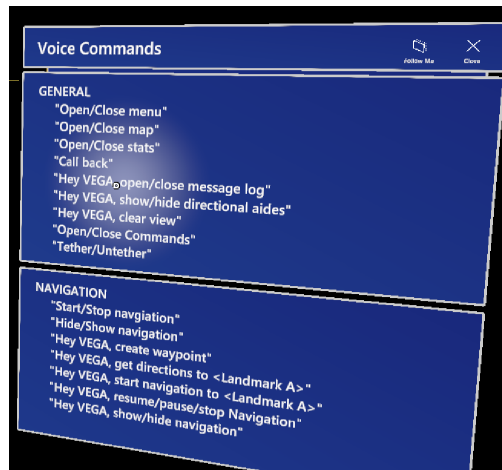 Voice Commands
Follow Me
Close
GENERAL
"Open/Close menu"
"Open/Close map"
"Open/Close stats"
"Call back"
"Hey VEGA, open/close message log"
"Hey VEGA, show/hide directional aides"
"Hey VEGA, clear view"
"Open/Close Commands"
"Tether/Untether"
NAVIGATION
"Start/Stop navgiation"
"Hide/Show navigation"
"Hey VEGA, create waypoint"
"Hey VEGA, get directions to <Landmark A>"
"Hey VEGA, start navigation to <Landmark A>"
"Hey VEGA, resume/pause/stop Navigation"
"Hey VEGA, show/hide navigation"